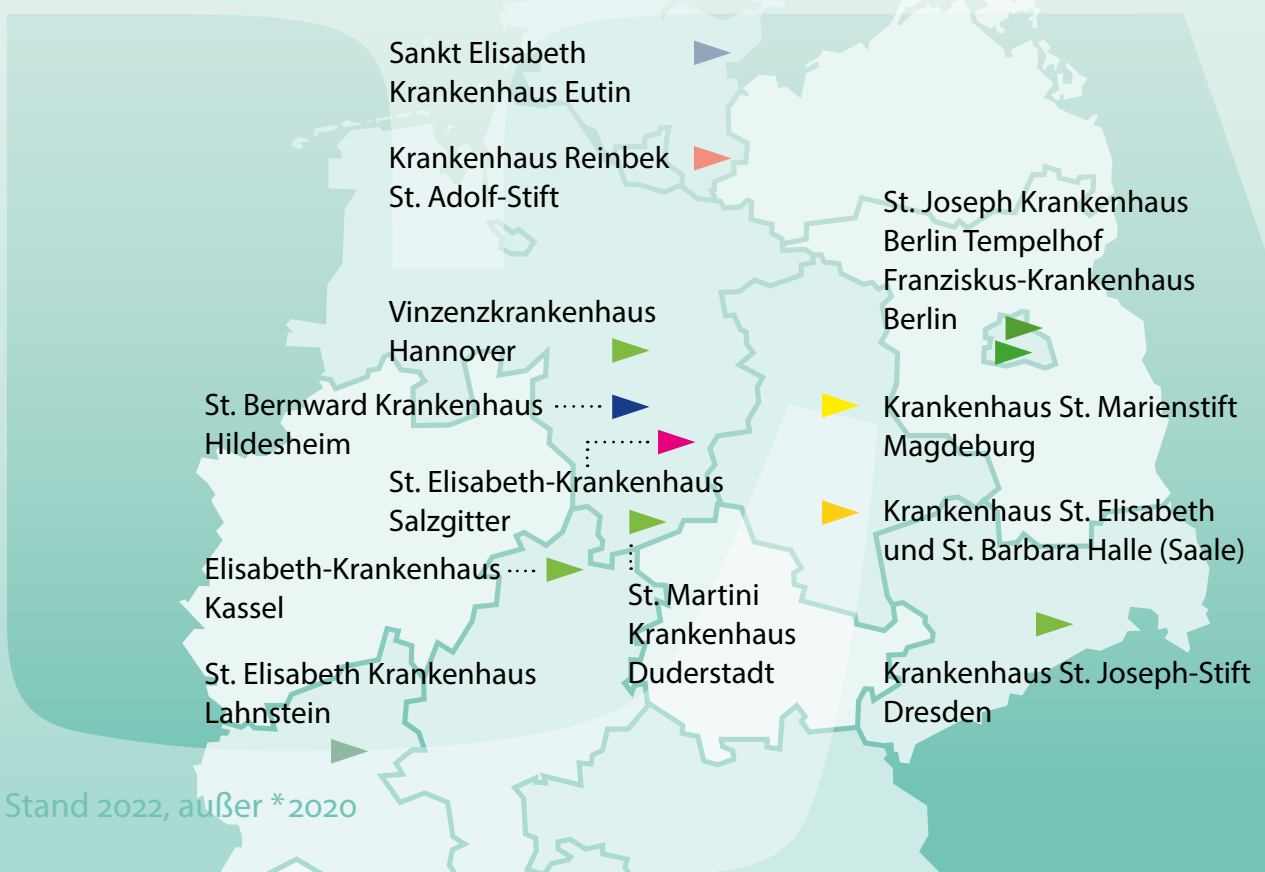 Sankt Elisabeth
Krankenhaus Eutin
Krankenhaus Reinbek
St. Adolf-Stift
St. Joseph Krankenhaus
Berlin Tempelhof
Franziskus-Krankenhaus
Berlin
Vinzenzkrankenhaus
Hannover
St. Bernward Krankenhaus
Hildesheim
Krankenhaus St. Marienstift
Magdeburg
St. Elisabeth-Krankenhaus
Salzgitter
Krankenhaus St. Elisabeth
und St. Barbara Halle (Saale)
Elisabeth-Krankenhaus
Kassel
St. Martini
Krankenhaus
Duderstadt
St. Elisabeth Krankenhaus
Lahnstein
Krankenhaus St. Joseph-Stift
Dresden
Stand 2022, außer *2020